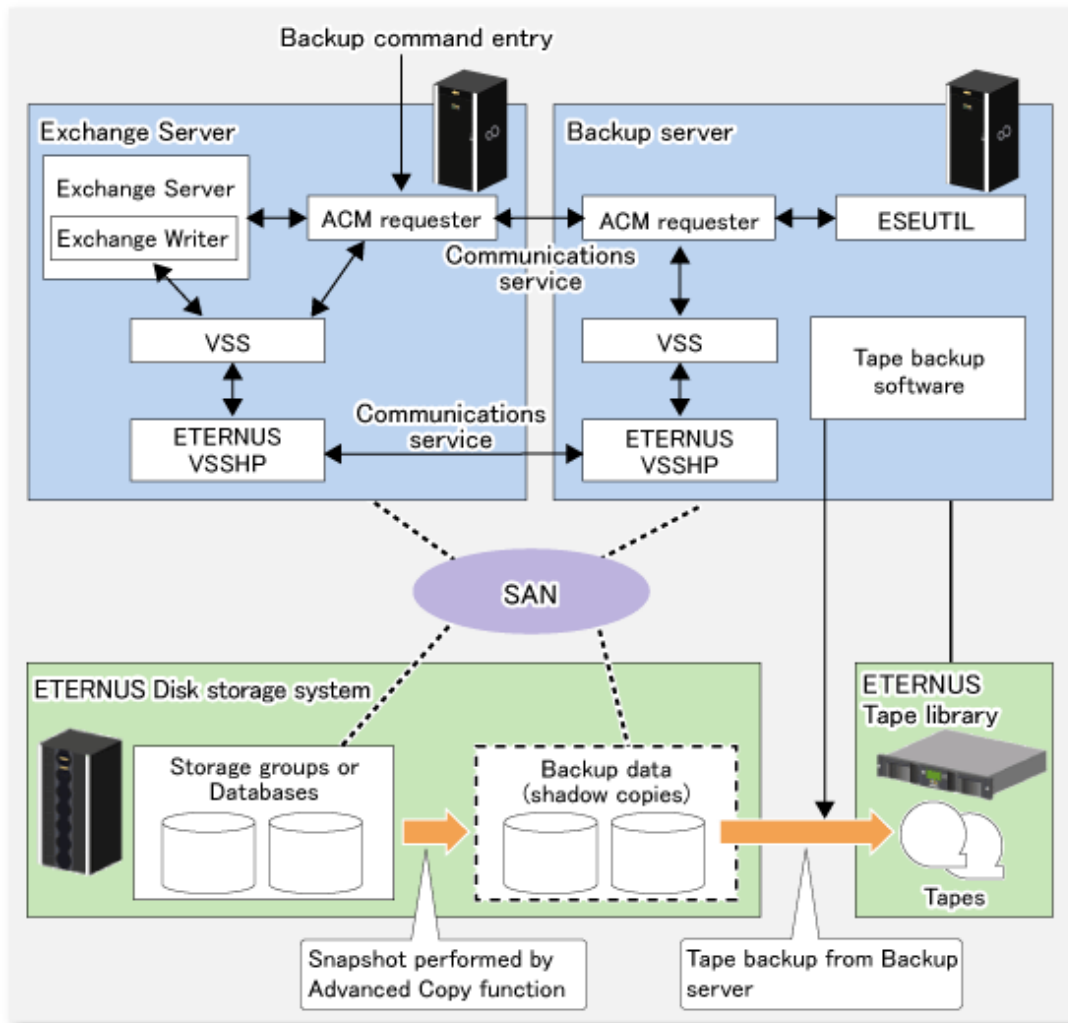 Backup command entry
Exchange Server
Backup server
Exchange Server
Exchange Writer
ACM requester
ACM requester
ESEUTIL
Communications
service
VSS
VSS
Tape backup
software
ETERNUS
VSSHP
Communications
service
ETERNUS
VSSHP
SAN
ETERNUS Disk storage system
ETERNUS
Tape library
Storage groups or
Databases
Backup data
(shadow copies)
Tapes
Snapshot performed by
Advanced Copy function
Tape backup from Backup
server